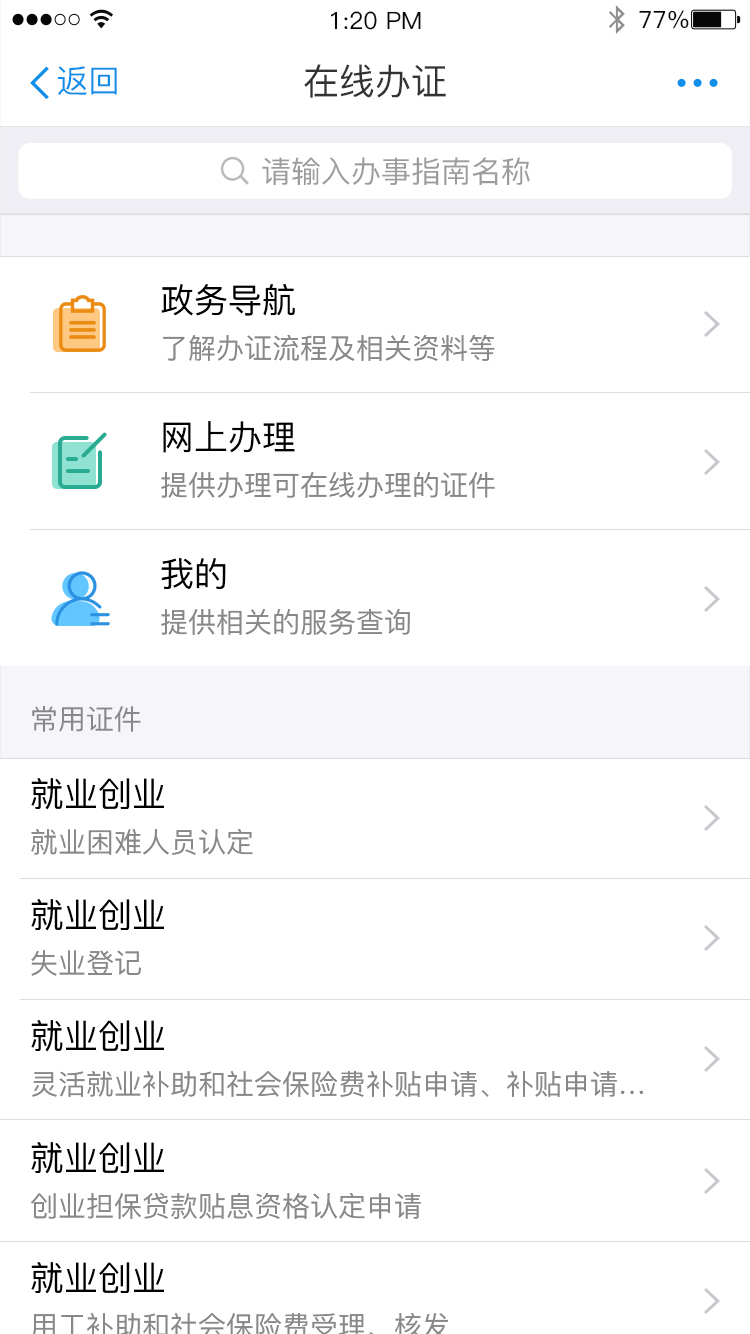 1:20 PM
77%
返回
在线办证
请输入办事指南名称
政务导航
了解办证流程及相关资料等
网上办理
提供办理可在线办理的证件
我的
提供相关的服务查询
常用证件
就业创业
就业困难人员认定
就业创业
失业登记
就业创业
灵活就业补助和社会保险费补贴申请、补贴申请...
就业创业
创业担保贷款贴息资格认定申请
就业创业
用工补助和社会保险费受理、核发